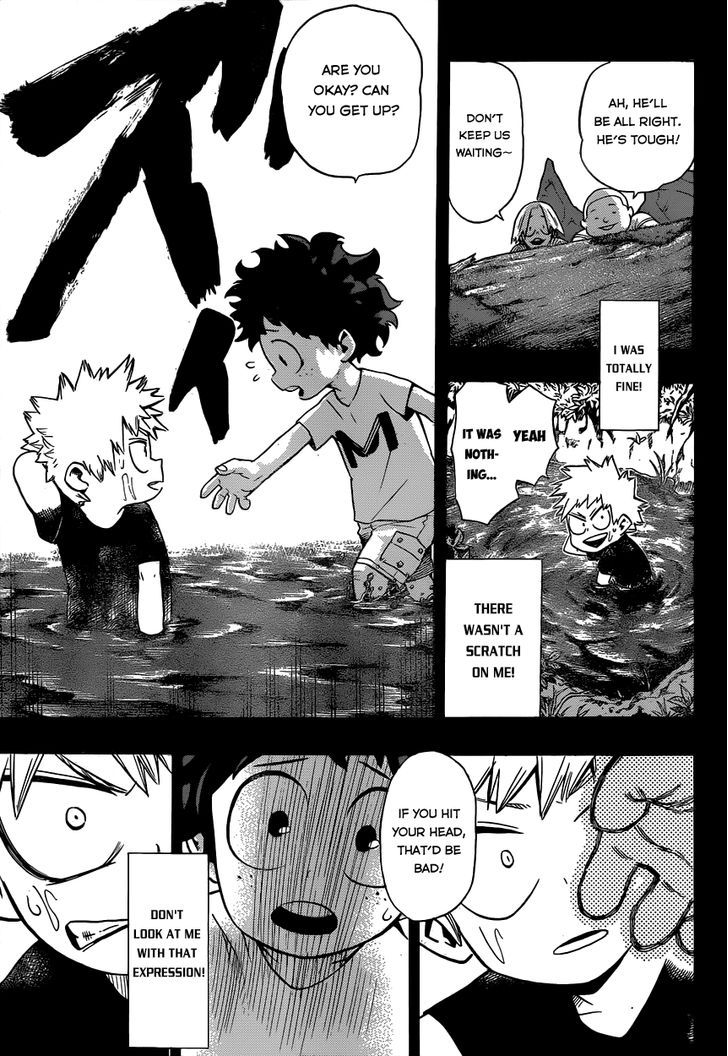 AH, HE'LL
BE ALL RIGHT.
HE'S TOUGH!
DON'T
KEEP US
WAITING~
I WAS
TOTALLY
FINE!
YEAH
IT WAS
NOTH-
ING...
THERE
WASN'T A
SCRATCH
ON ME!
ARE YOU
OKAY? CAN
YOU GET UP?
M
IF YOU HIT
YOUR HEAD,
THAT'D BE
BAD!
DON'T
LOOK AT ME
WITH THAT
EXPRESSION!